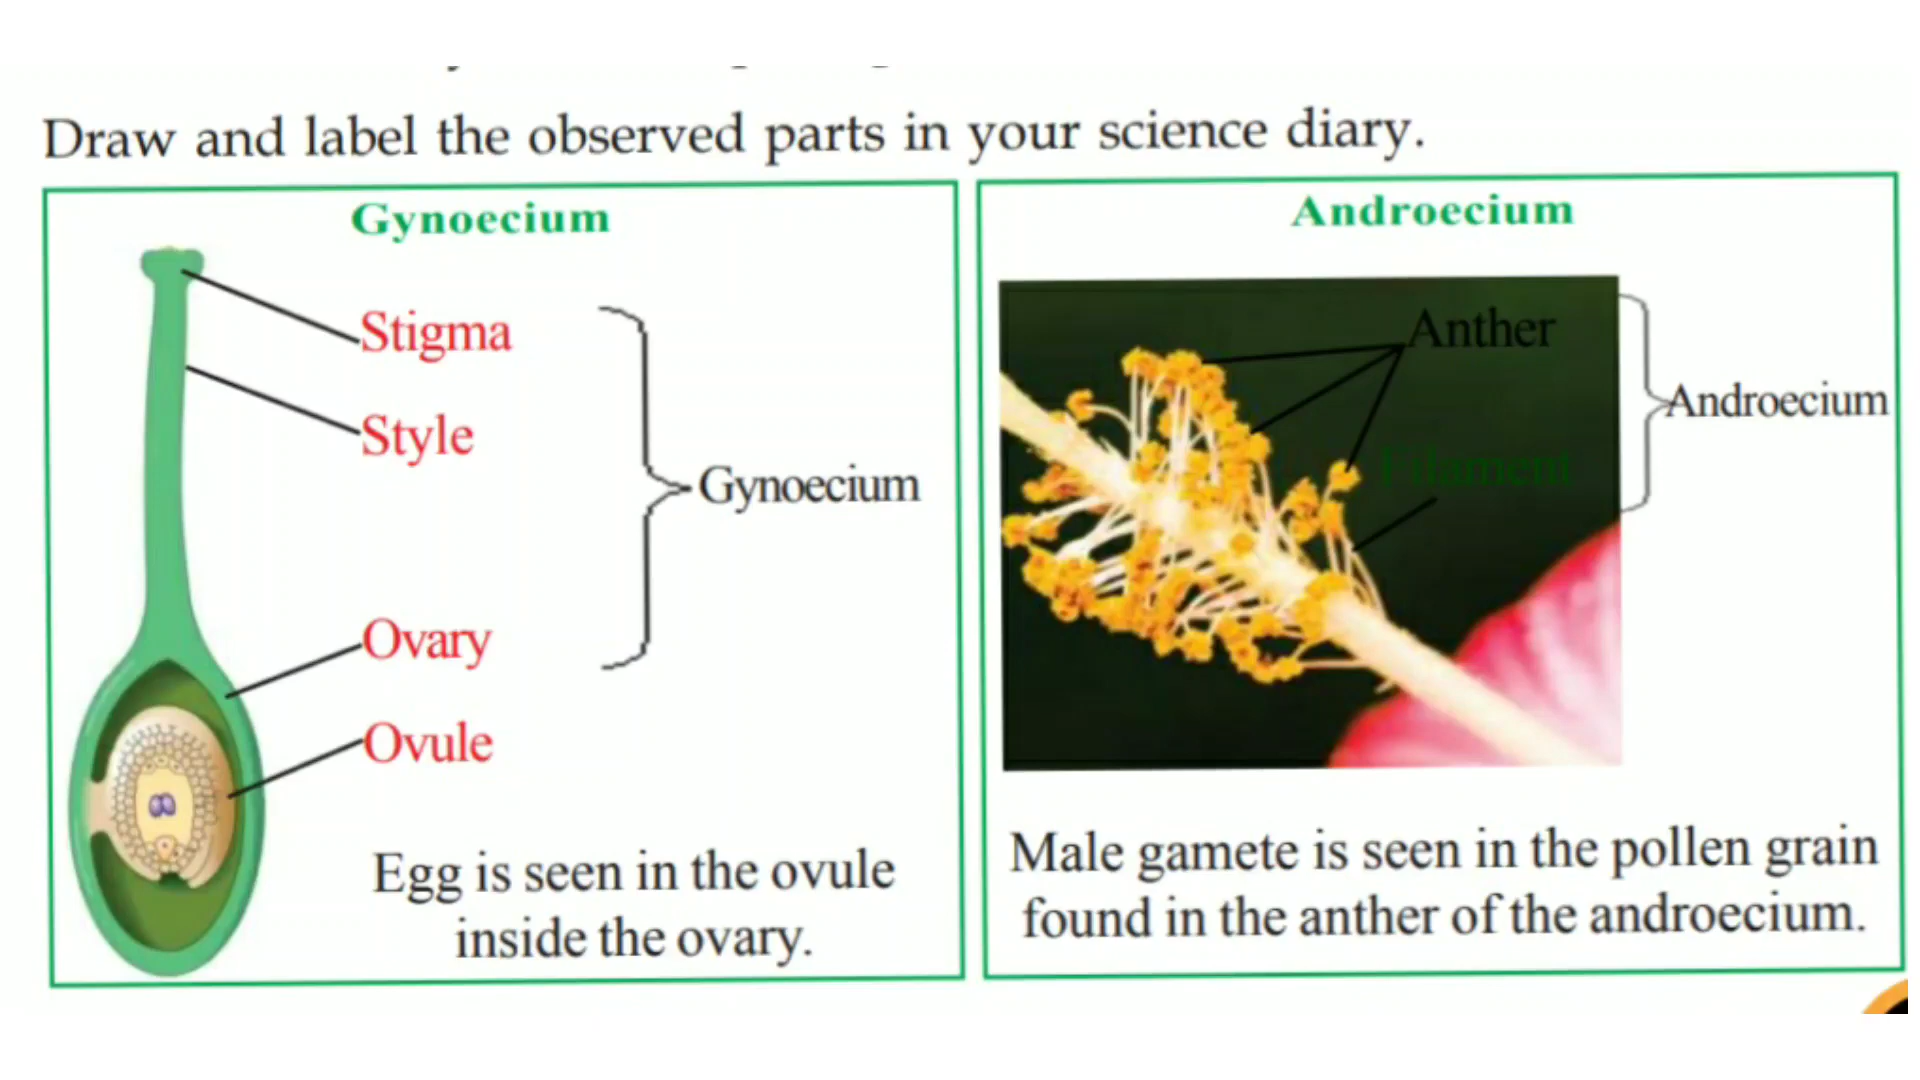 Draw and label the observed parts in your science diary.
Gynoecium
Stigma
Style
Gynoecium
Ovary
Ovule
Egg is seen in the ovule
inside the ovary.
Androecium
Anther
Androecium
Filament
Male gamete is seen in the pollen grain
found in the anther of the androecium.